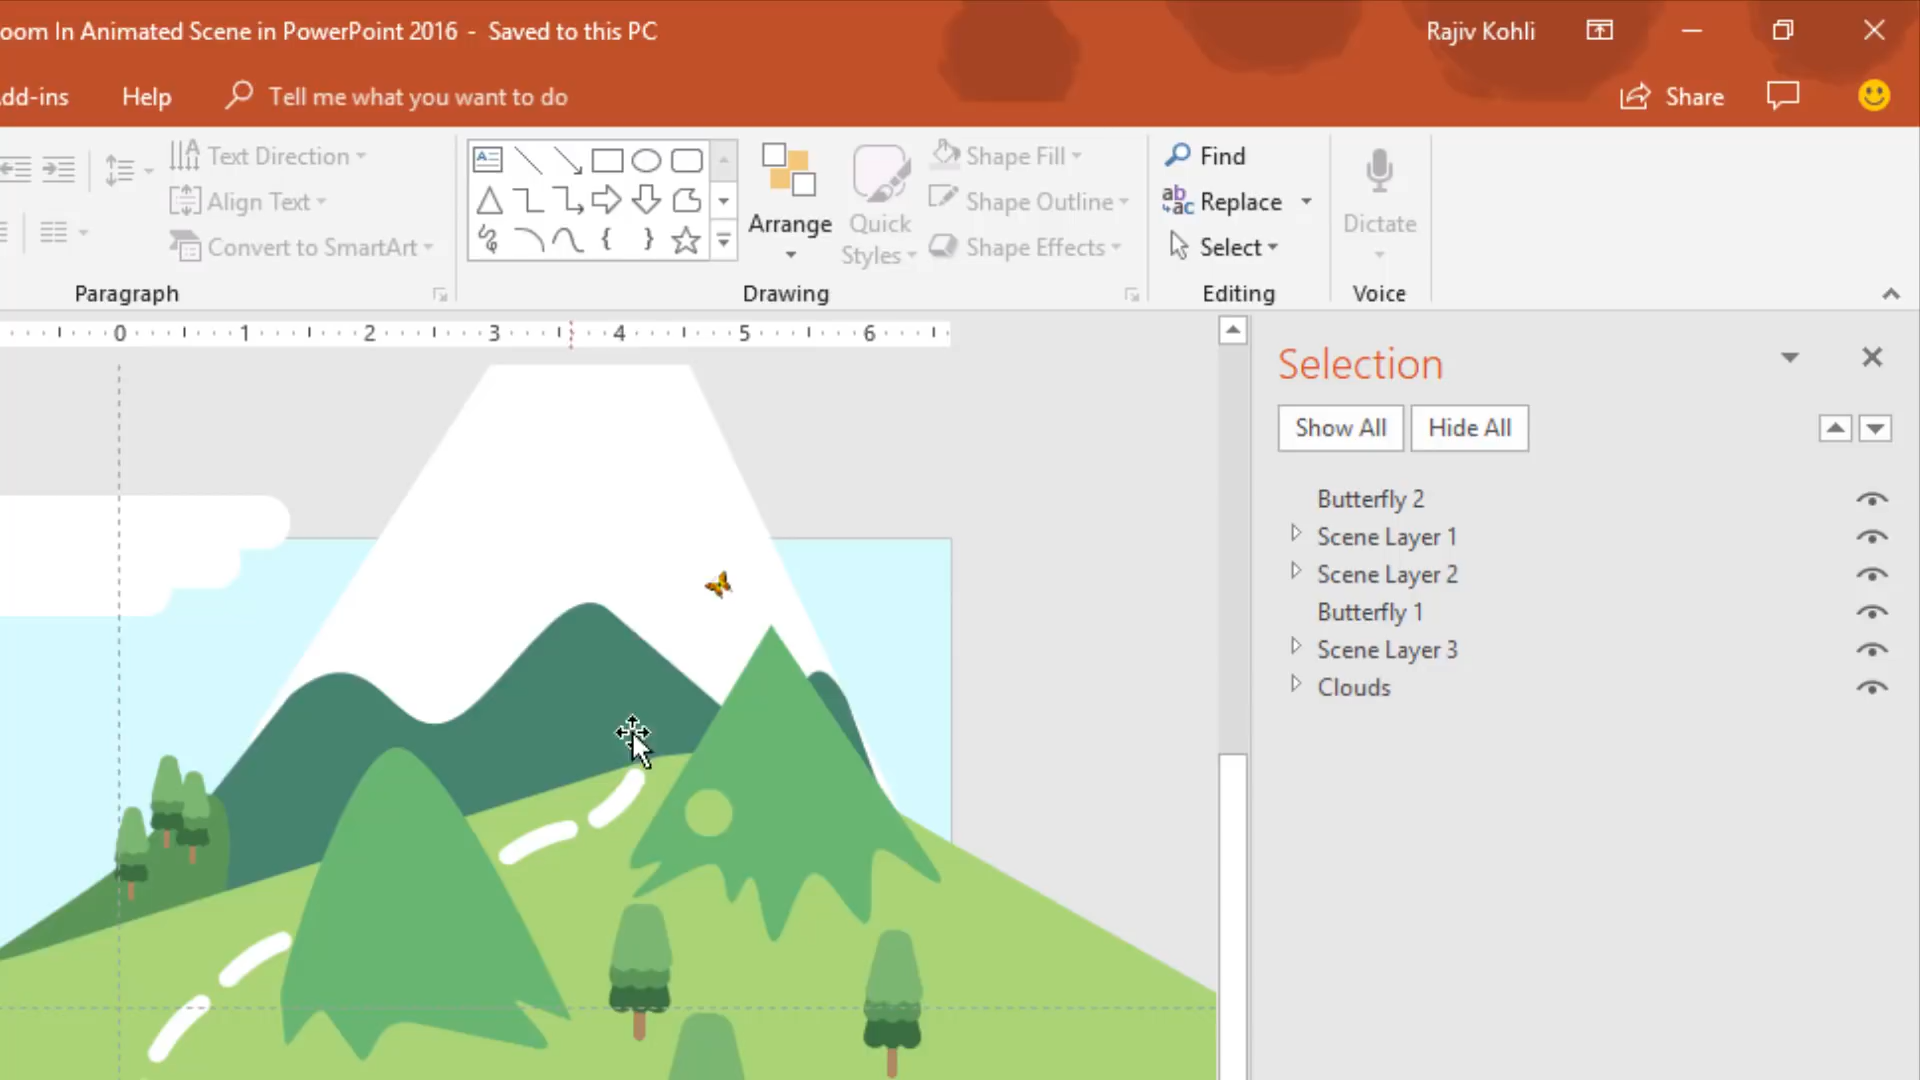 oom In Animated Scene in PowerPoint 2016 - Saved to this PC
Rajiv Kohli
dd-ins
Help
Tell me what you want to do
Share
Text Direction
Align Text
Convert to SmartArt
Paragraph
Arrange
Quick
Styles
Shape Fill
Shape Outline
Shape Effects
Drawing
Find
Replace
Select
Editing
Dictate
Voice
0 1 2 3 4 5 6
Selection
Show All
Hide All
Butterfly 2
Scene Layer 1
Scene Layer 2
Butterfly 1
Scene Layer 3
Clouds